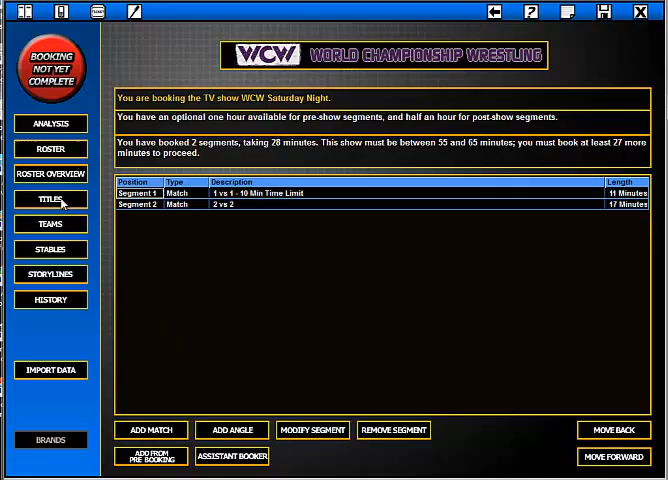 TICKET
BOOKING
NOT YET
COMPLETE
WCW WORLD CHAMPIONSHIP WRESTLING
You are booking the TV show WCW Saturday Night.
You have an optional one hour available for pre-show segments, and half an hour for post-show segments.
You have booked 2 segments, taking 28 minutes. This show must be between 55 and 65 minutes; you must book at least 27 more
minutes to proceed.
ANALYSIS
ROSTER
ROSTER OVERVIEW
TITLES
TEAMS
STABLES
STORYLINES
HISTORY
IMPORT DATA
BRANDS
Position Type Description Length
Segment 1 Match 1 vs 1 - 10 Min Time Limit 11 Minutes
Segment 2 Match 2 vs 2 17 Minutes
ADD MATCH ADD ANGLE MODIFY SEGMENT REMOVE SEGMENT MOVE BACK
ADD FROM
PRE BOOKING ASSISTANT BOOKER MOVE FORWARD